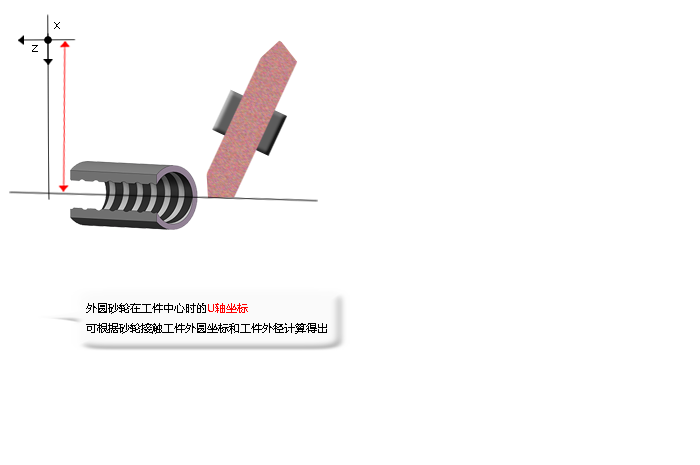 X
Z
外圆砂轮在工件中心时的U轴坐标
可根据砂轮接触工件外圆坐标和工件外径计算得出